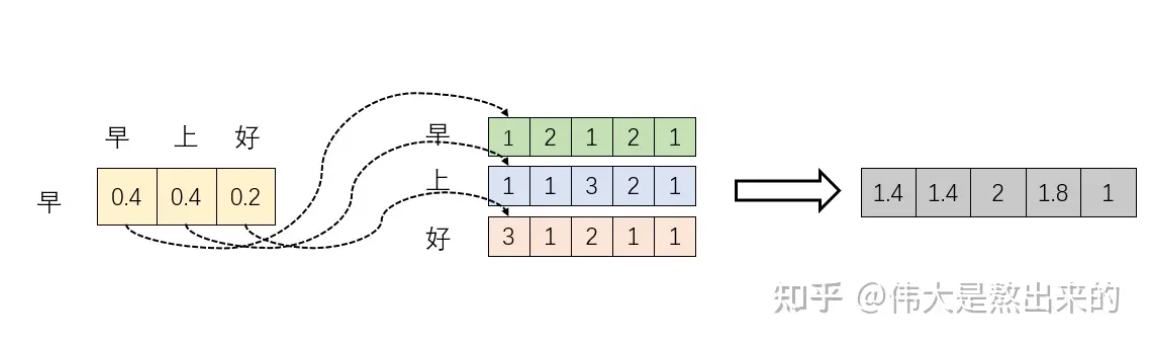 早 上 好
早 0.4 0.4 0.2
早 1 2 1 2 1
上 1 1 3 2 1
好 3 1 2 1 1
1.4 1.4 2 1.8 1
知乎 @伟大是熬出来的